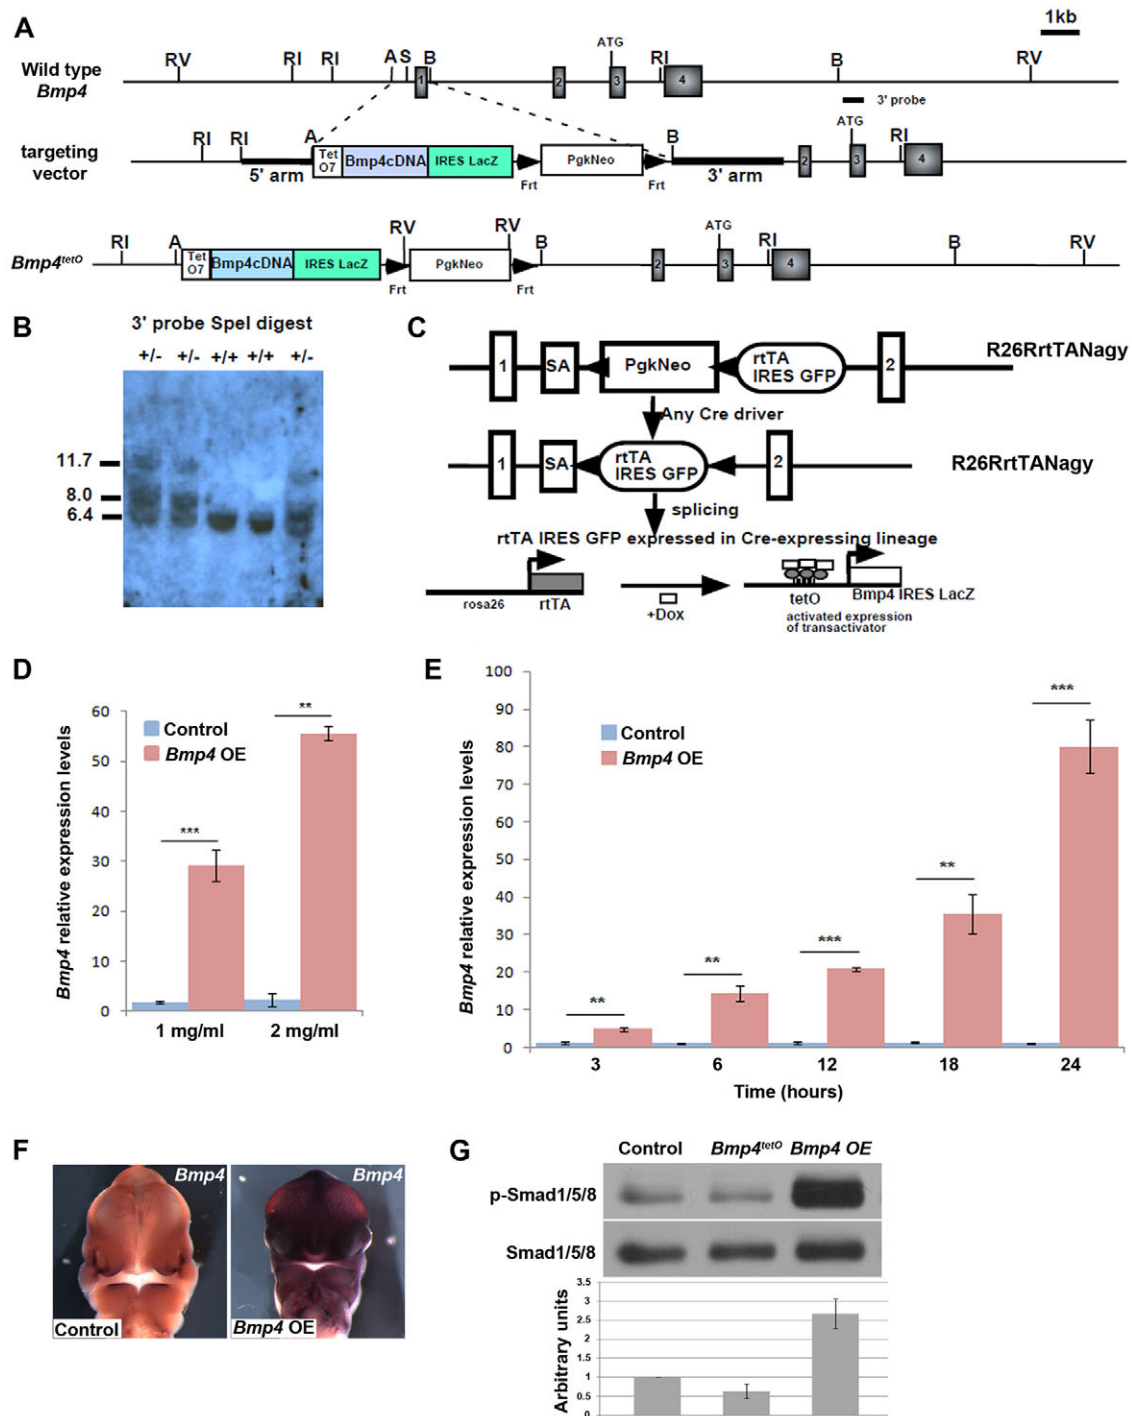 A
1kb
RV RI RI A S B ATG RI B RV
Wild type
Bmp4
1 2 3 4
3' probe
RI RI A B ATG RI
targeting
vector
Tet
O7
Bmp4cDNA IRES LacZ PgkNeo 2 3 4
5' arm Frt Frt 3' arm
RI A RV RV B ATG RI B RV
Bmp4tetO
Tet
O7
Bmp4cDNA IRES LacZ PgkNeo 2 3 4
Frt Frt
B
3' probe SpeI digest
+/- +/- +/+ +/+ +/-
11.7
8.0
6.4
C
1 SA PgkNeo rtTA
IRES GFP 2
R26RrtTANagy
Any Cre driver
1 SA rtTA
IRES GFP 2
R26RrtTANagy
splicing
rtTA IRES GFP expressed in Cre-expressing lineage
rosa26 rtTA
+Dox
tetO Bmp4 IRES LacZ
activated expression
of transactivator
D
Bmp4 relative expression levels
60
50
40
30
20
10
0
Control
Bmp4 OE
***
**
1 mg/ml 2 mg/ml
E
Bmp4 relative expression levels
100
90
80
70
60
50
40
30
20
10
0
Control
Bmp4 OE
**
**
***
**
***
3 6 12 18 24
Time (hours)
F
Bmp4
Control
Bmp4
Bmp4 OE
G
Control Bmp4tetO Bmp4 OE
p-Smad1/5/8
Smad1/5/8
Arbitrary units
3.5
3
2.5
2
1.5
1
0.5
0